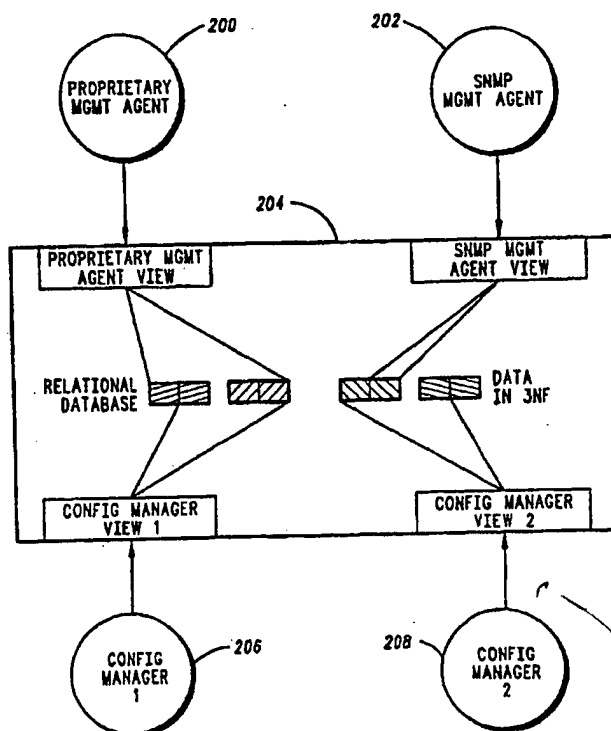 200
202
PROPRIETARY
MGMT AGENT
SNMP
MGMT AGENT
204
PROPRIETARY MGMT
AGENT VIEW
SNMP MGMT
AGENT VIEW
RELATIONAL
DATABASE
DATA
IN 3NF
CONFIG MANAGER
VIEW 1
CONFIG MANAGER
VIEW 2
206
208
CONFIG
MANAGER
1
CONFIG
MANAGER
2